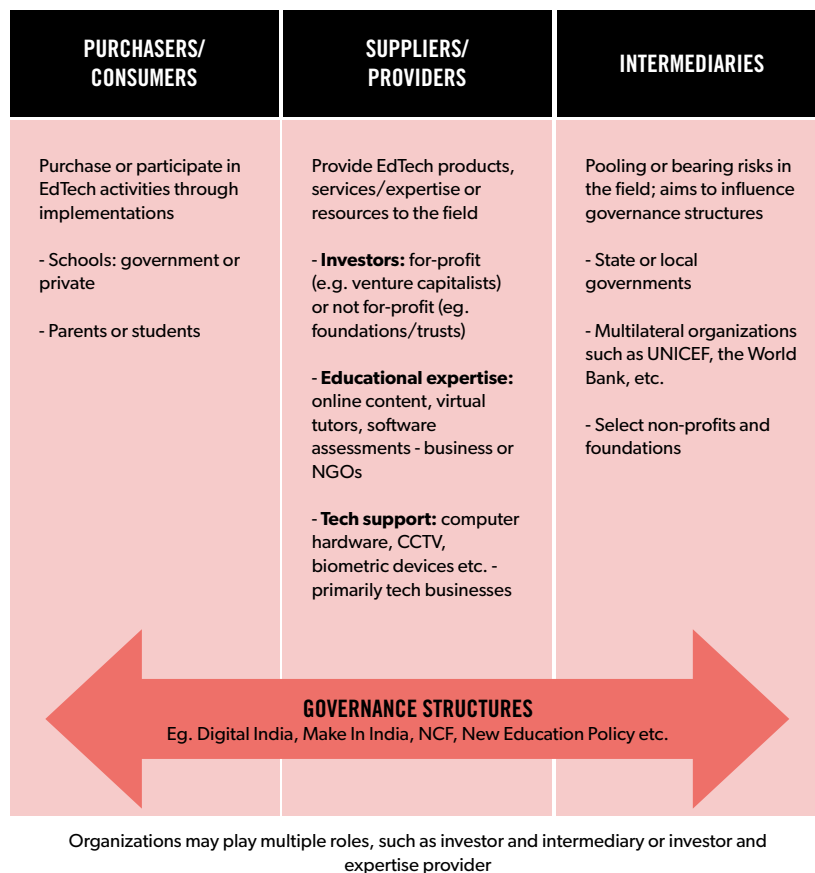 PURCHASERS/
CONSUMERS
SUPPLIERS/
PROVIDERS
INTERMEDIARIES
Purchase or participate in
EdTech activities through
implementations
- Schools: government or
private
- Parents or students
Provide EdTech products,
services/expertise or
resources to the field
- Investors: for-profit
(e.g. venture capitalists)
or not for-profit (eg.
foundations/trusts)
- Educational expertise:
online content, virtual
tutors, software
assessments - business or
NGOs
- Tech support: computer
hardware, CCTV,
biometric devices etc. -
primarily tech businesses
Pooling or bearing risks in
the field; aims to influence
governance structures
- State or local
governments
- Multilateral organizations
such as UNICEF, the World
Bank, etc.
- Select non-profits and
foundations
GOVERNANCE STRUCTURES
Eg. Digital India, Make In India, NCF, New Education Policy etc.
Organizations may play multiple roles, such as investor and intermediary or investor and
expertise provider